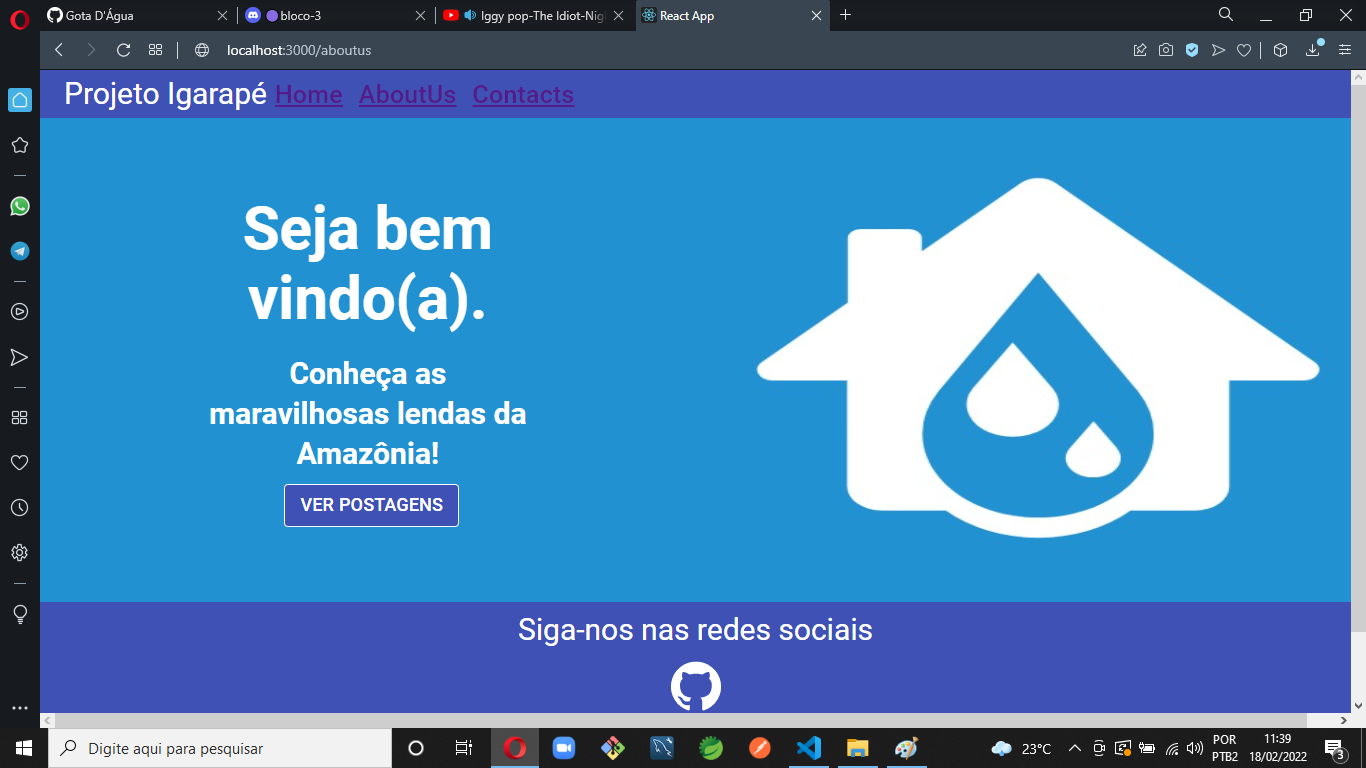 Gota D'Água
bloco-3
Iggy pop-The Idiot-Nig
React App
localhost:3000/aboutus
Projeto Igarapé Home AboutUs Contacts
Seja bem
vindo(a).
Conheça as
maravilhosas lendas da
Amazônia!
VER POSTAGENS
Siga-nos nas redes sociais
Digite aqui para pesquisar
23°C
POR
PTB2
11:39
18/02/2022
3